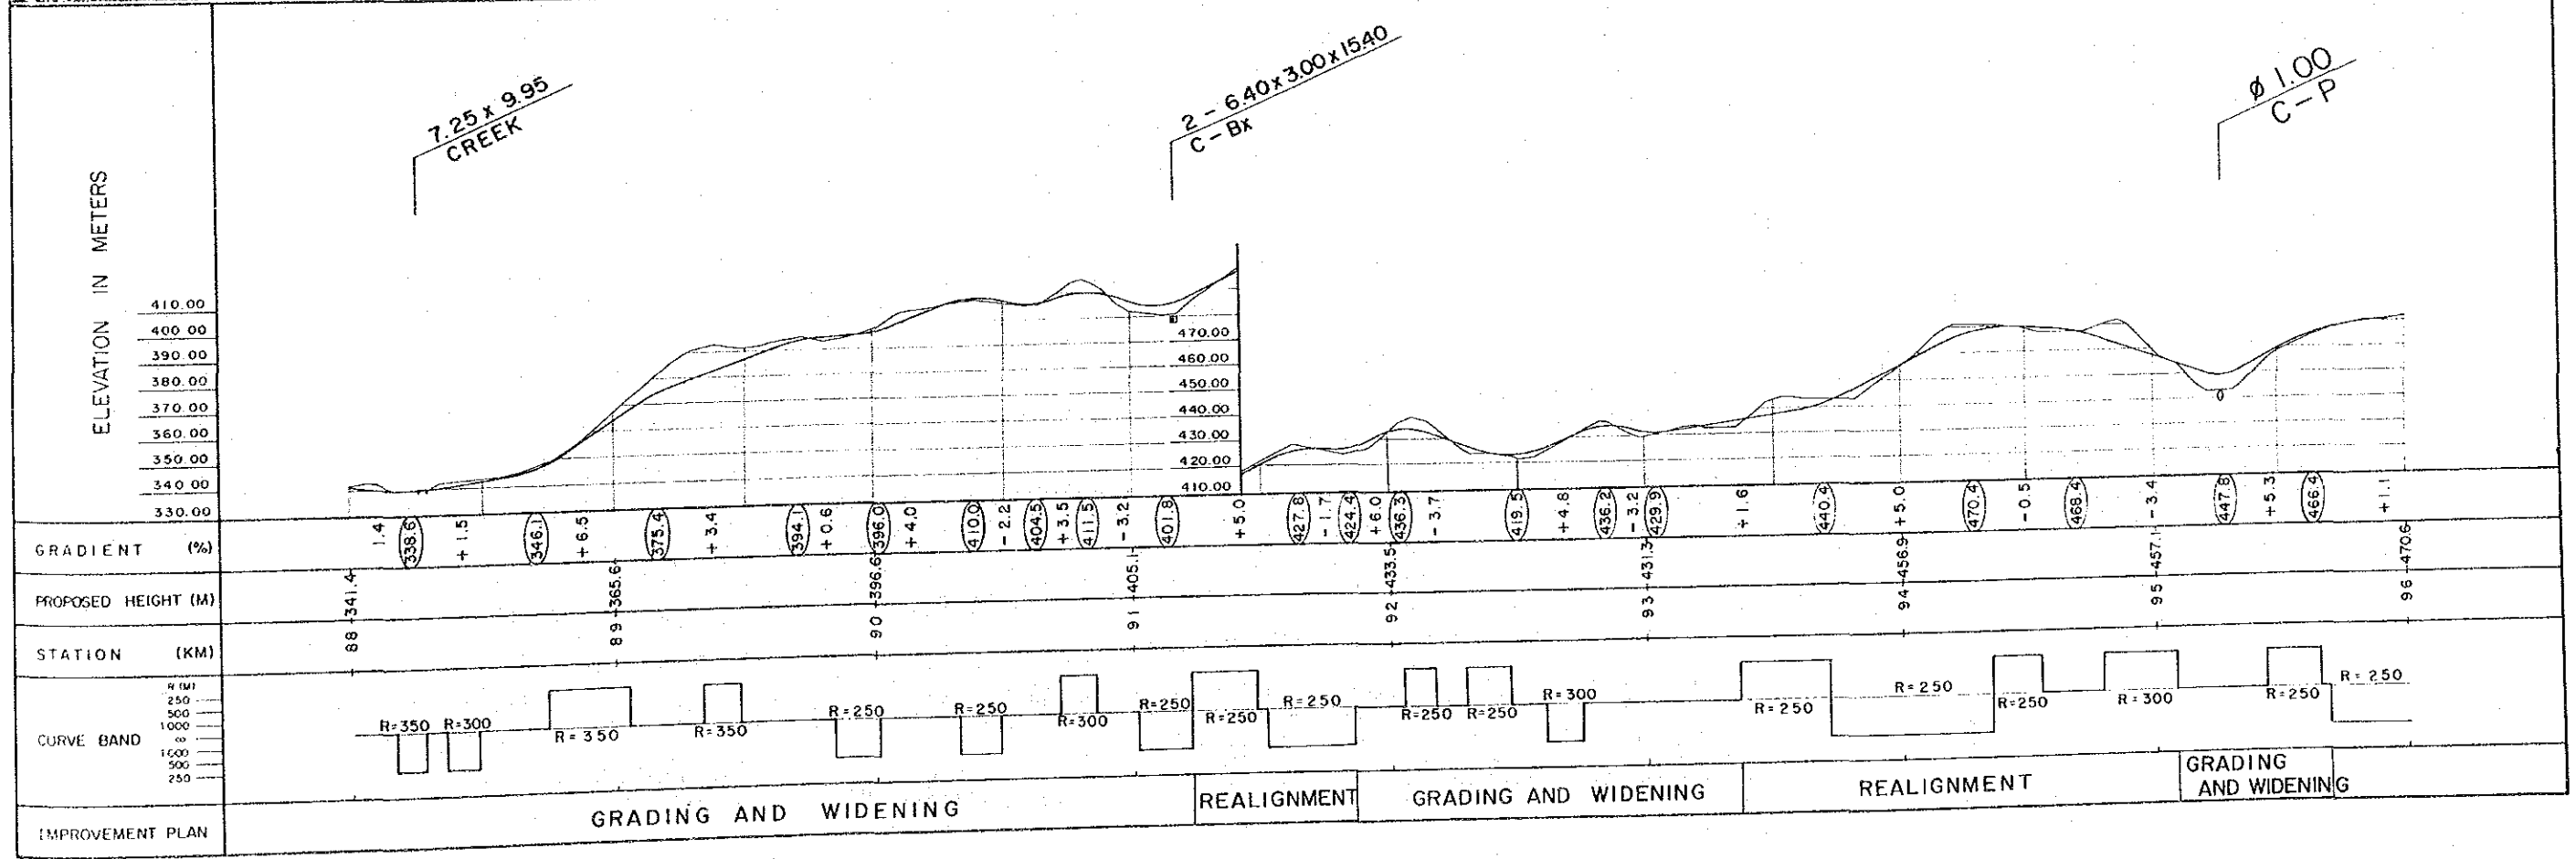 7.25 x 9.95
CREEK
2 - 6.40 x 3.00 x 15.40
C - Bx
ø 1.00
C - P
ELEVATION IN METERS
410.00
400.00
390.00
380.00
370.00
360.00
350.00
340.00
330.00
470.00
460.00
450.00
440.00
430.00
420.00
410.00
GRADIENT (%)
1.4 338.6 +1.5 346.1 +6.5 375.4 +3.4 394.1 +0.6 396.0 +4.0 410.0 -2.2 404.5 +3.5 411.5 -3.2 401.8 +5.0 427.8 -1.7 424.4 +6.0 436.3 -3.7 419.5 +4.8 436.2 -3.2 429.9 +1.6 440.4 +5.0 470.4 -0.5 468.4 -3.4 447.8 +5.3 466.4 +1.1
PROPOSED HEIGHT (M)
341.4 365.6 396.6 405.1 433.5 431.3 456.9 457.1 470.6
STATION (KM)
88 89 90 91 92 93 94 95 96
CURVE BAND
R (M)
250
500
1000
∞
1000
500
250
R=350 R=300 R=350 R=350 R=250 R=250 R=300 R=250 R=250 R=250 R=250 R=250 R=300 R=250 R=250 R=250 R=300 R=250 R=250
IMPROVEMENT PLAN
GRADING AND WIDENING
REALIGNMENT
GRADING AND WIDENING
REALIGNMENT
GRADING
AND WIDENING